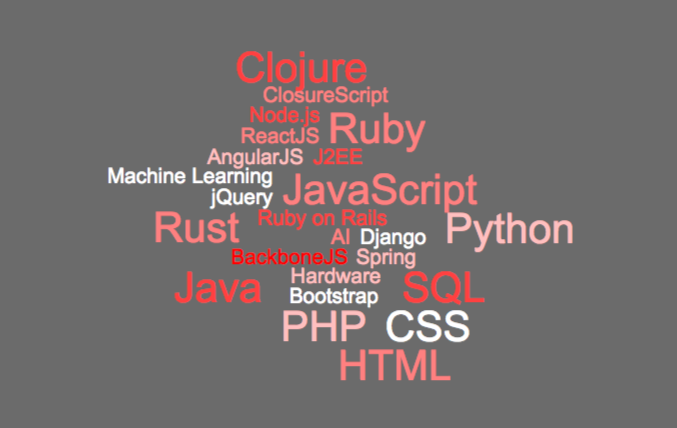 Clojure
ClosureScript
Node.js
ReactJS Ruby
AngularJS J2EE
Machine Learning
jQuery JavaScript
Ruby on Rails
Rust AI Django Python
BackboneJS Spring
Hardware
Java Bootstrap SQL
PHP CSS
HTML